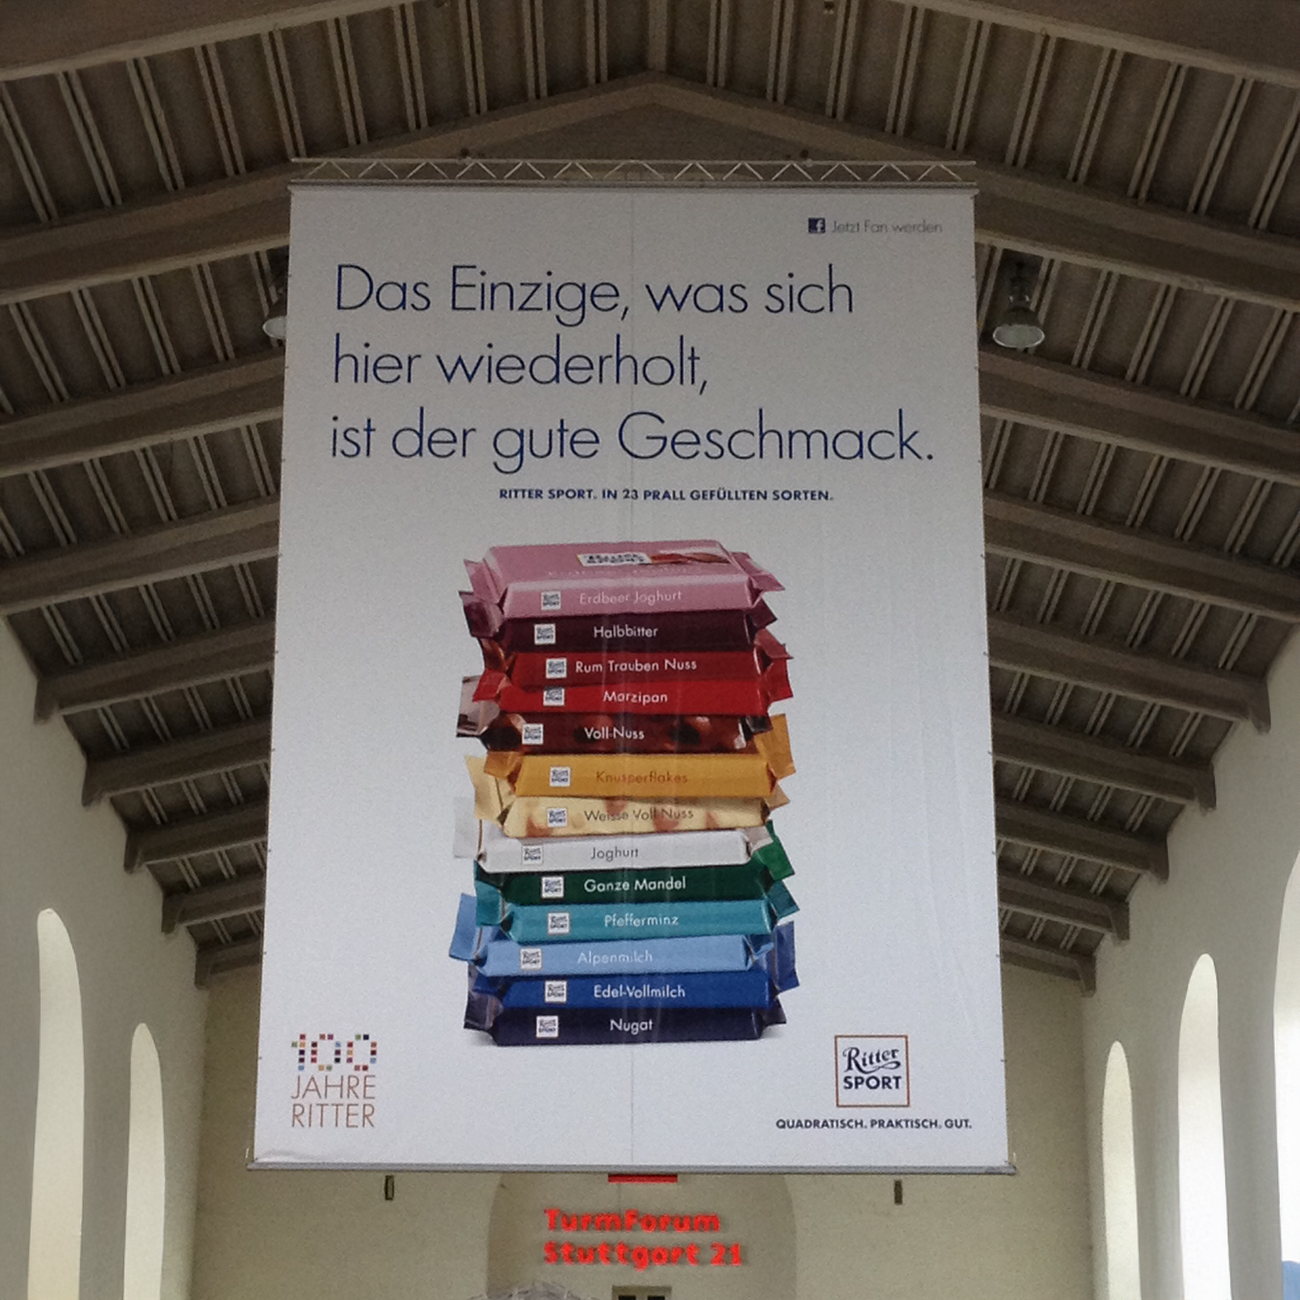 Jetzt Fan werden
Das Einzige, was sich
hier wiederholt,
ist der gute Geschmack.
RITTER SPORT. IN 23 PRALL GEFÜLLTEN SORTEN.
Erdbeer Joghurt
Halbbitter
Rum Trauben Nuss
Marzipan
Voll-Nuss
Knusperflakes
Weisse Voll-Nuss
Joghurt
Ganze Mandel
Pfefferminz
Alpenmilch
Edel-Vollmilch
Nugat
100
JAHRE
RITTER
Ritter
SPORT
QUADRATISCH. PRAKTISCH. GUT.
TurmForum
Stuttgart 21